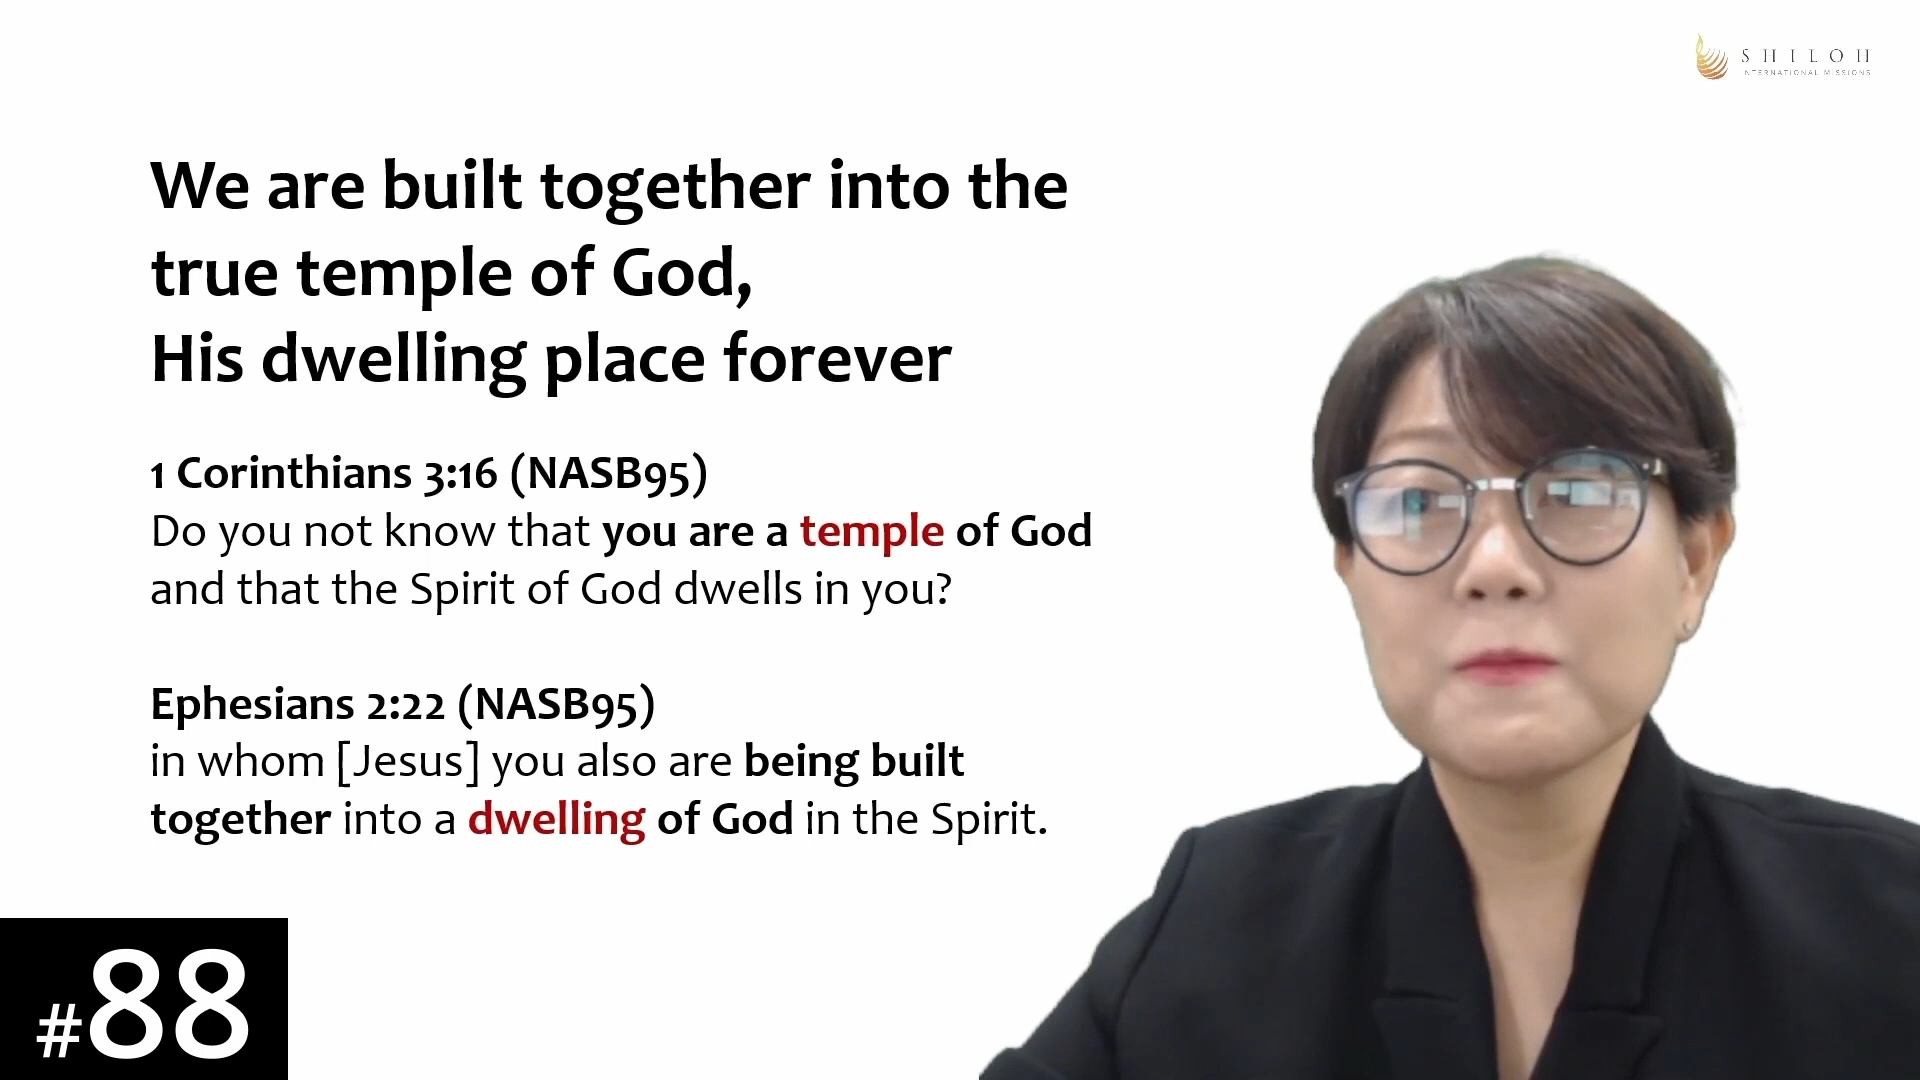 SHILOH
INTERNATIONAL MISSIONS
We are built together into the
true temple of God,
His dwelling place forever
1 Corinthians 3:16 (NASB95)
Do you not know that you are a temple of God
and that the Spirit of God dwells in you?
Ephesians 2:22 (NASB95)
in whom [Jesus] you also are being built
together into a dwelling of God in the Spirit.
#88